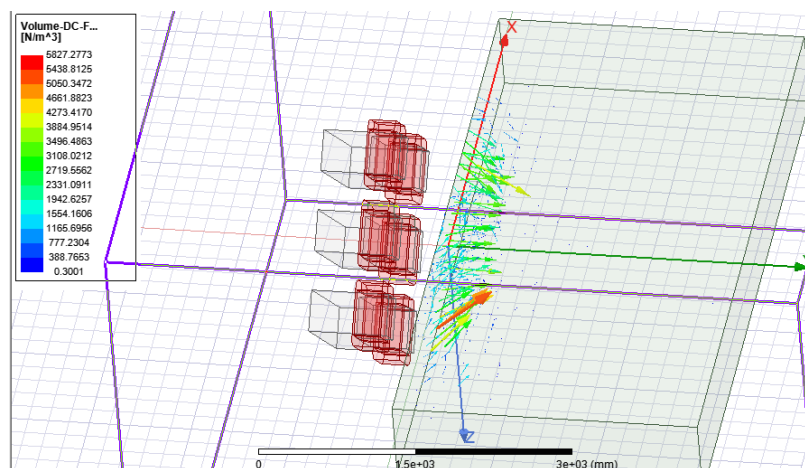 Volume-DC-F...
[N/m^3]
5827.2773
5438.8125
5050.3472
4661.8823
4273.4170
3884.9514
3496.4863
3108.0212
2719.5562
2331.0911
1942.6257
1554.1606
1165.6956
777.2304
388.7653
0.3001
X
Z
0
1.5e+03
3e+03 (mm)